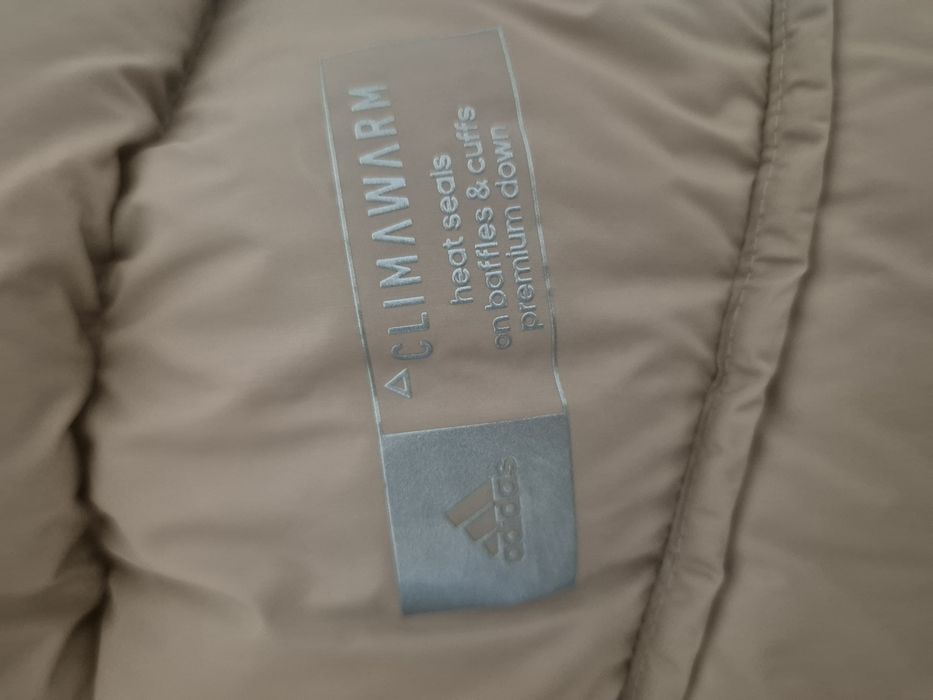 CLIMAWARM
heat seals
on baffles & cuffs
premium down
adidas